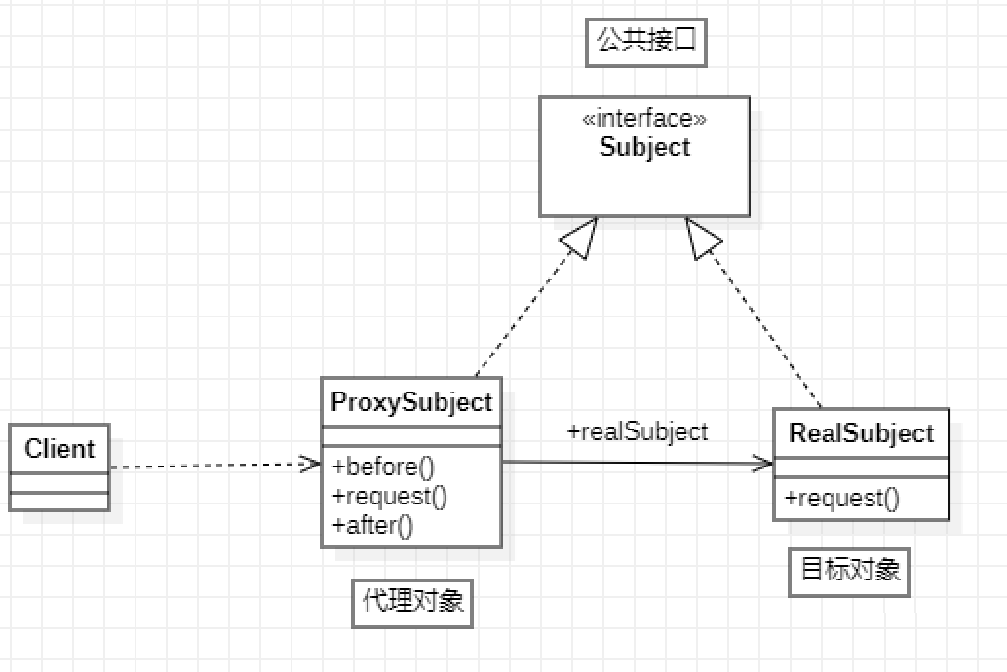 公共接口
«interface»
Subject
ProxySubject
+before()
+request()
+after()
Client
+realSubject
RealSubject
+request()
目标对象
代理对象